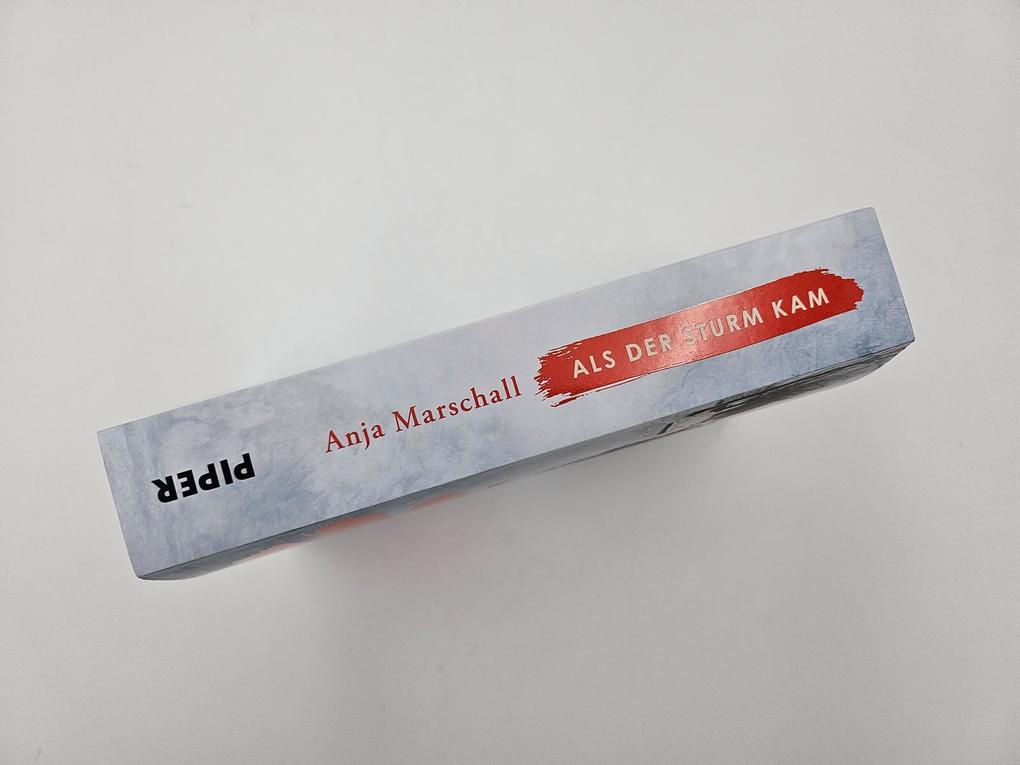 Anja Marschall
ALS DER STURM KAM
PIPER